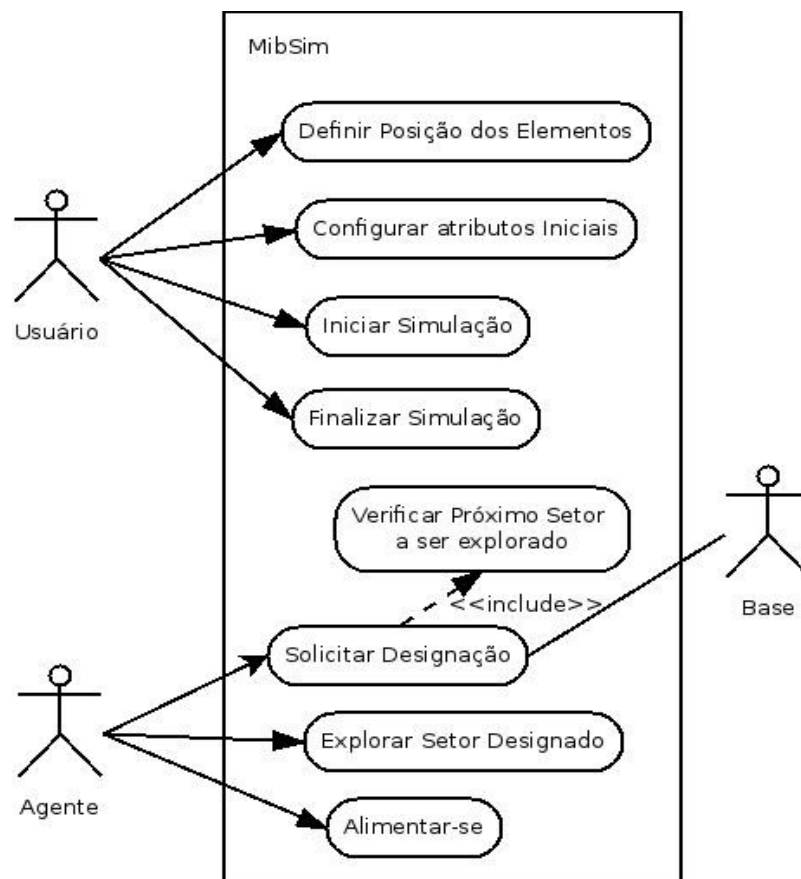 MibSim
Definir Posição dos Elementos
Configurar atributos Iniciais
Usuário
Iniciar Simulação
Finalizar Simulação
Verificar Próximo Setor
a ser explorado
<<include>>
Base
Solicitar Designação
Explorar Setor Designado
Agente
Alimentar-se